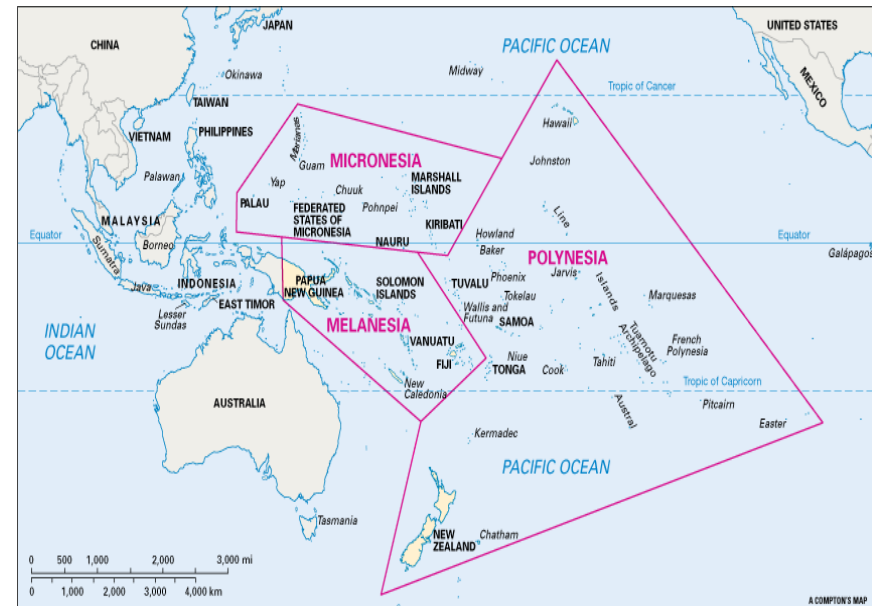 JAPAN
UNITED STATES
CHINA
PACIFIC OCEAN
MEXICO
Okinawa
Midway
Tropic of Cancer
TAIWAN
Hawaii
VIETNAM
PHILIPPINES
Marianas
MICRONESIA
Guam
Johnston
Palawan
Yap
Chuuk
MARSHALL
ISLANDS
PALAU
FEDERATED
STATES OF
MICRONESIA
Pohnpei
Line
MALAYSIA
KIRIBATI
Equator
Borneo
NAURU
Howland
Baker
Equator
Galápagos
Sumatra
POLYNESIA
INDONESIA
PAPUA
NEW GUINEA
SOLOMON
ISLANDS
TUVALU
Phoenix
Jarvis
Islands
Java
EAST TIMOR
Tokelau
Marquesas
Lesser
Sundas
MELANESIA
Wallis and
Futuna
SAMOA
INDIAN
OCEAN
VANUATU
Tuamotu
Archipelago
French
Polynesia
FIJI
Niue
TONGA
Cook
Tahiti
New
Caledonia
Tropic of Capricorn
AUSTRALIA
Austral
Pitcairn
Easter
Kermadec
PACIFIC OCEAN
Tasmania
NEW
ZEALAND
Chatham
0 500 1,000 2,000 3,000 mi
0 1,000 2,000 3,000 4,000 km
A COMPTON'S MAP